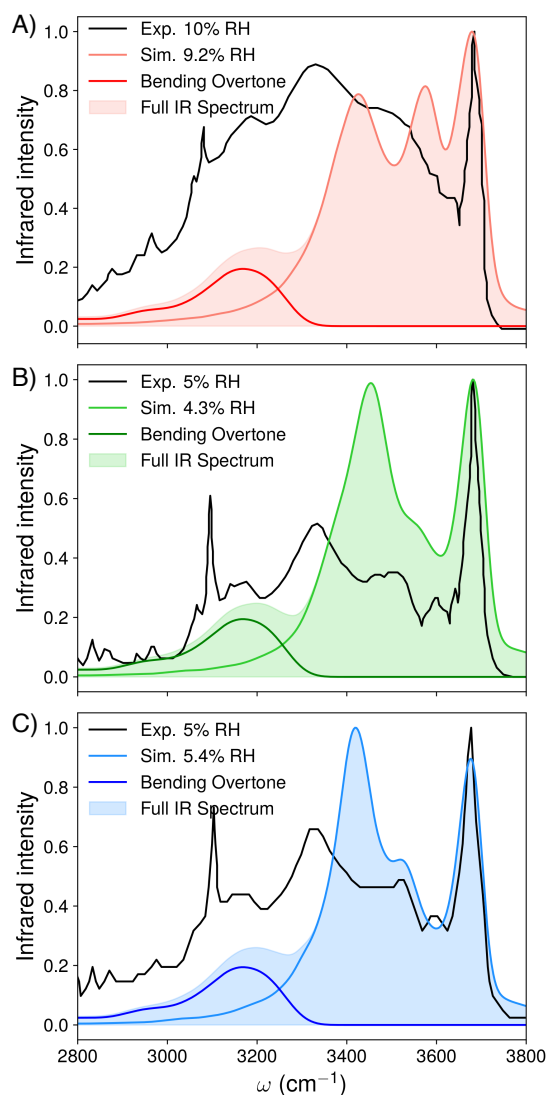 A)
Exp. 10% RH
Sim. 9.2% RH
Bending Overtone
Full IR Spectrum
Infrared intensity
1.0
0.8
0.6
0.4
0.2
0.0
B)
Exp. 5% RH
Sim. 4.3% RH
Bending Overtone
Full IR Spectrum
Infrared intensity
1.0
0.8
0.6
0.4
0.2
0.0
C)
Exp. 5% RH
Sim. 5.4% RH
Bending Overtone
Full IR Spectrum
Infrared intensity
1.0
0.8
0.6
0.4
0.2
0.0
2800 3000 3200 3400 3600 3800
ω (cm⁻¹)